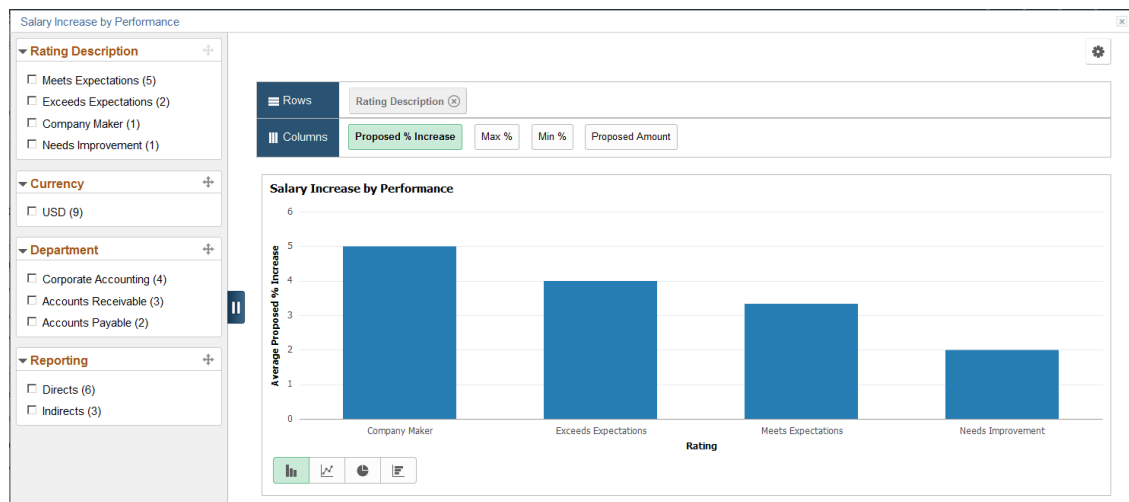 Salary Increase by Performance
Rating Description
Meets Expectations (5)
Exceeds Expectations (2)
Company Maker (1)
Needs Improvement (1)
Currency
USD (9)
Department
Corporate Accounting (4)
Accounts Receivable (3)
Accounts Payable (2)
Reporting
Directs (6)
Indirects (3)
Rows
Rating Description
Columns
Proposed % Increase
Max %
Min %
Proposed Amount
Salary Increase by Performance
Average Proposed % Increase
6
5
4
3
2
1
0
Company Maker
Exceeds Expectations
Meets Expectations
Needs Improvement
Rating